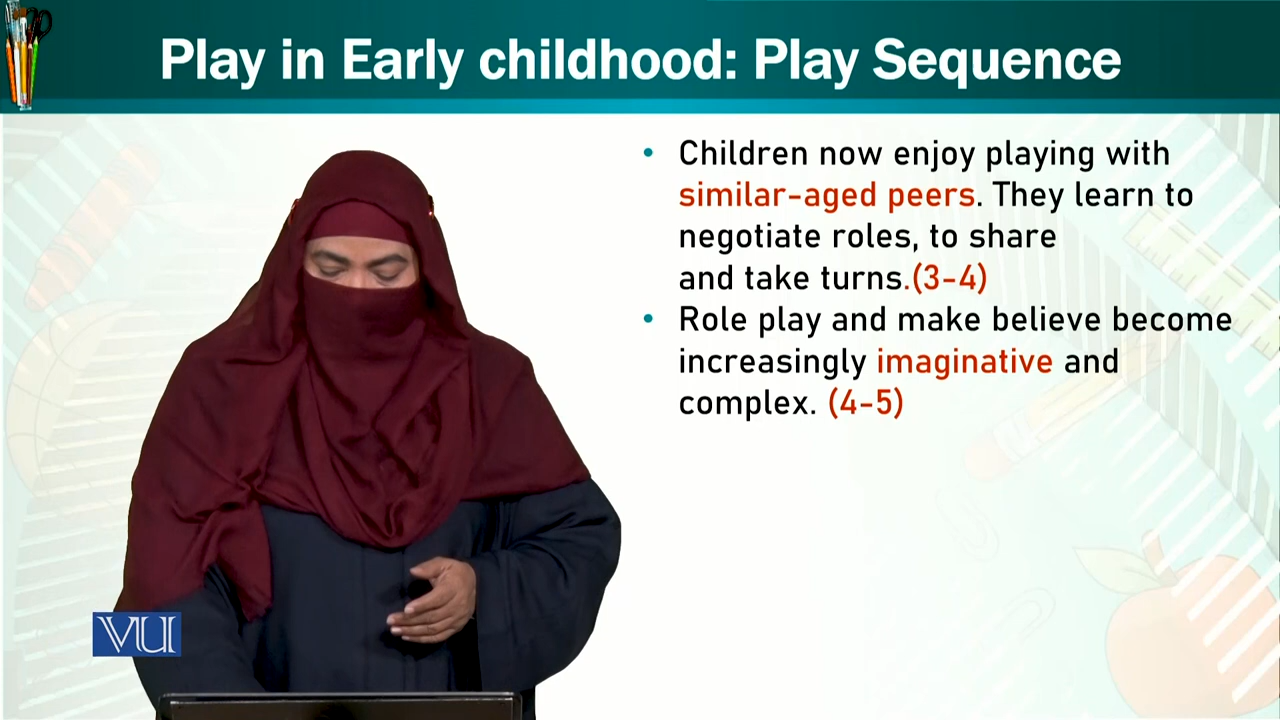 Play in Early childhood: Play Sequence
• Children now enjoy playing with
similar-aged peers. They learn to
negotiate roles, to share
and take turns.(3-4)
• Role play and make believe become
increasingly imaginative and
complex. (4-5)
VU